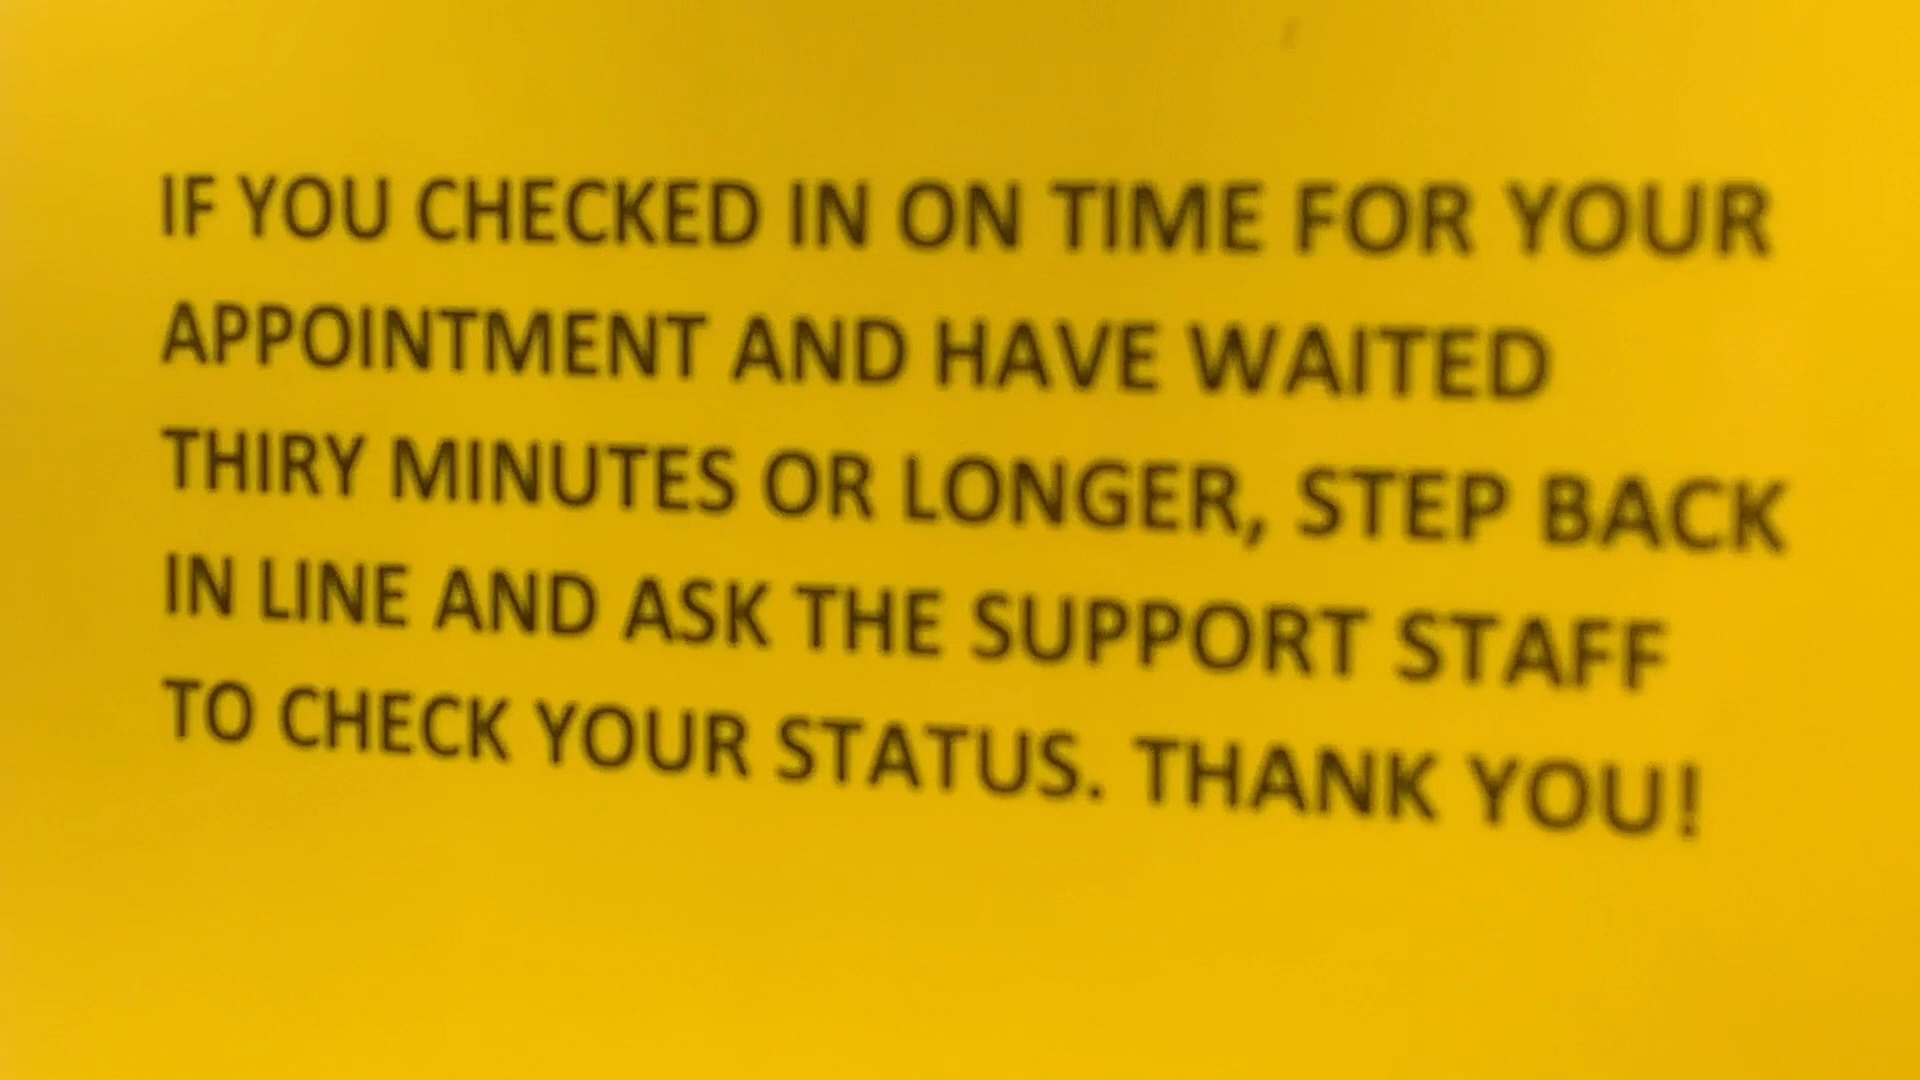 IF YOU CHECKED IN ON TIME FOR YOUR
APPOINTMENT AND HAVE WAITED
THIRY MINUTES OR LONGER, STEP BACK
IN LINE AND ASK THE SUPPORT STAFF
TO CHECK YOUR STATUS. THANK YOU!